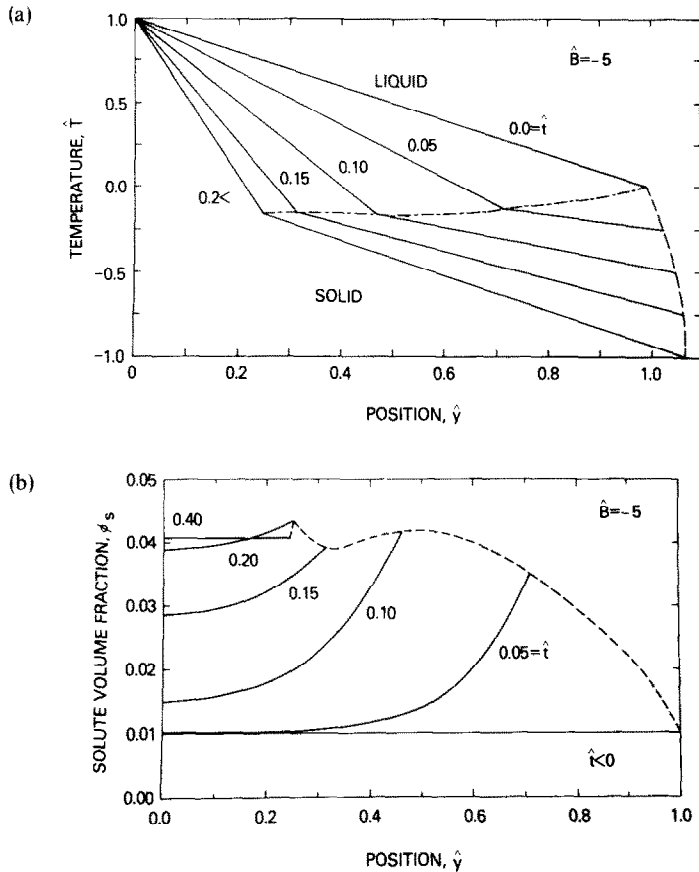 (a)
1.0
0.5
0.0
−0.5
−1.0
TEMPERATURE, T̂
B̂=−5
LIQUID
0.0=t̂
0.05
0.10
0.15
0.2<
SOLID
0 0.2 0.4 0.6 0.8 1.0
POSITION, ŷ
(b)
0.05
0.04
0.03
0.02
0.01
0.00
SOLUTE VOLUME FRACTION, ϕs
B̂=−5
0.40
0.20
0.15
0.10
0.05=t̂
t̂<0
0.0 0.2 0.4 0.6 0.8 1.0
POSITION, ŷ